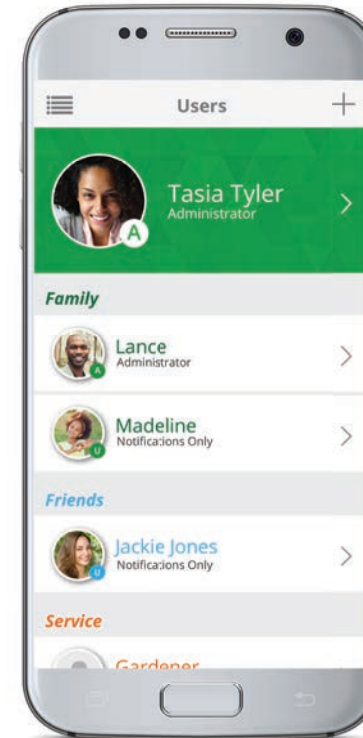 Users
Tasia Tyler
Administrator
A
Family
Lance
Administrator
A
Madeline
Notifications Only
U
Friends
Jackie Jones
Notifications Only
U
Service
Gardener